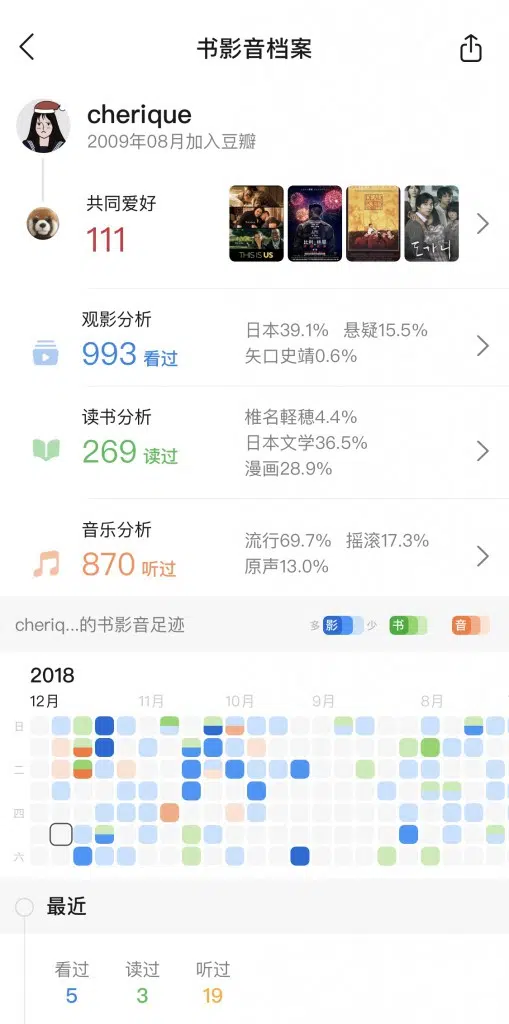 书影音档案
cherique
2009年08月加入豆瓣
共同爱好
111
THIS IS US
도가니
观影分析
993 看过
日本39.1% 悬疑15.5%
矢口史靖0.6%
读书分析
269 读过
椎名軽穂4.4%
日本文学36.5%
漫画28.9%
音乐分析
870 听过
流行69.7% 摇滚17.3%
原声13.0%
cheriq...的书影音足迹
多 影 少 书 音
2018
12月 11月 10月 9月 8月
日
二
四
六
最近
看过 读过 听过
5 3 19